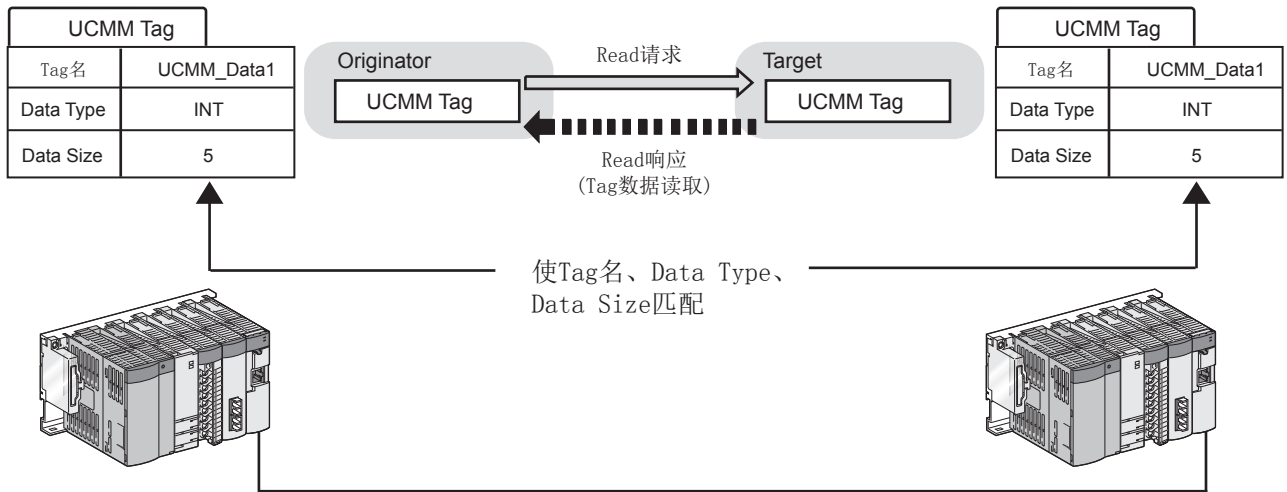 UCMM Tag
Tag名 UCMM_Data1
Data Type INT
Data Size 5
Originator
UCMM Tag
Read请求
Target
UCMM Tag
Read响应
(Tag数据读取)
UCMM Tag
Tag名 UCMM_Data1
Data Type INT
Data Size 5
使Tag名、Data Type、
Data Size匹配